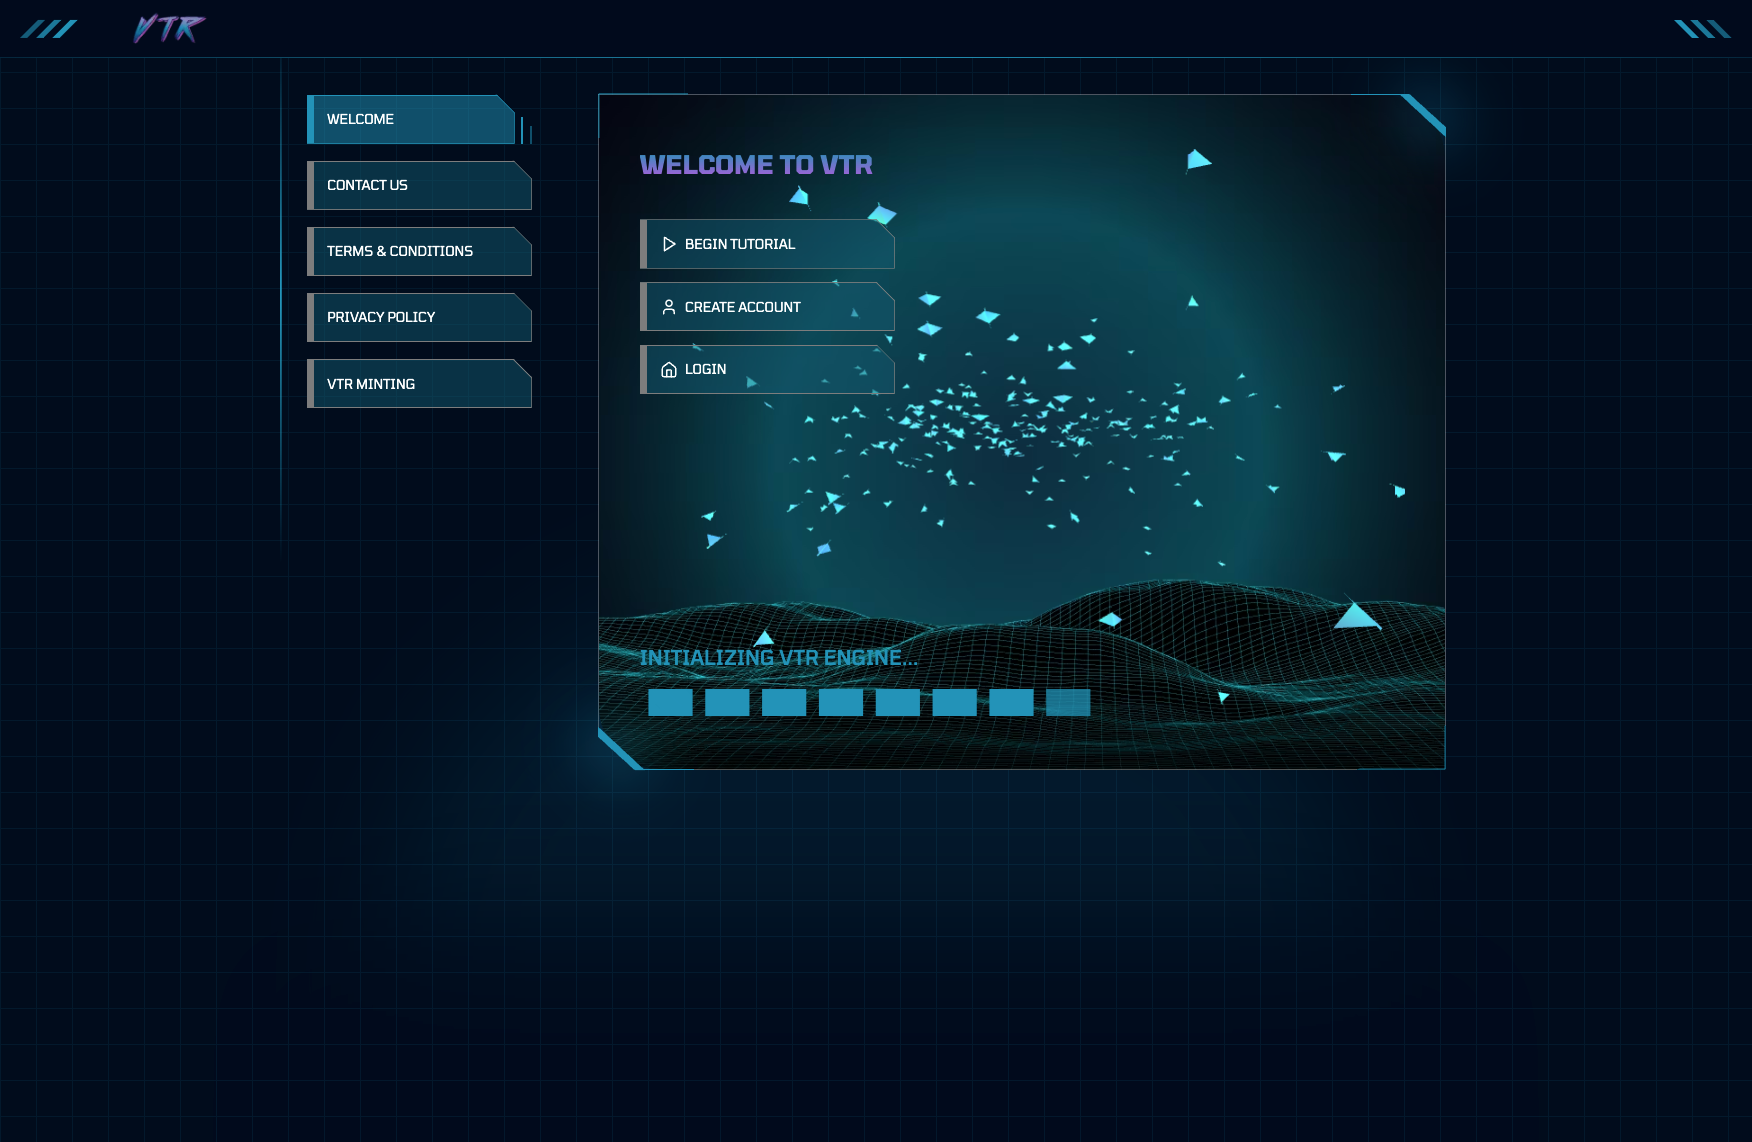 VTR
WELCOME
CONTACT US
TERMS & CONDITIONS
PRIVACY POLICY
VTR MINTING
WELCOME TO VTR
BEGIN TUTORIAL
CREATE ACCOUNT
LOGIN
INITIALIZING VTR ENGINE...